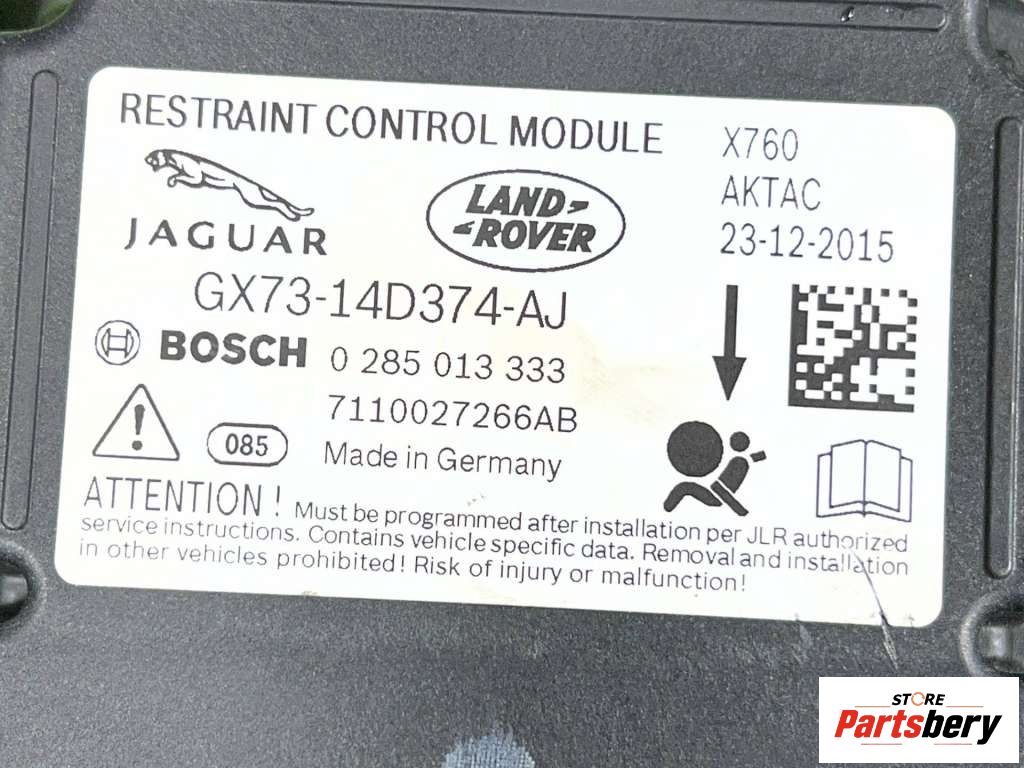 RESTRAINT CONTROL MODULE
X760
AKTAC
23-12-2015
JAGUAR
LAND
ROVER
GX73-14D374-AJ
BOSCH 0 285 013 333
7110027266AB
085
Made in Germany
ATTENTION ! Must be programmed after installation per JLR authorized
service instructions. Contains vehicle specific data. Removal and installation
in other vehicles prohibited! Risk of injury or malfunction!
STORE
Partsbery